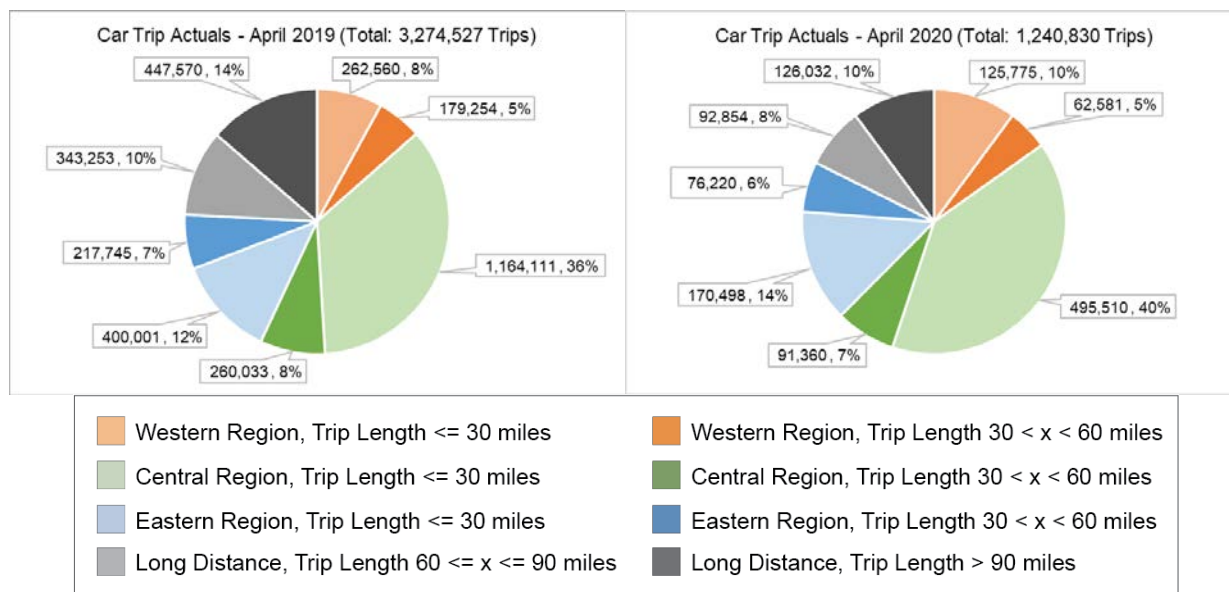 Car Trip Actuals - April 2019 (Total: 3,274,527 Trips)
447,570 , 14%
262,560 , 8%
179,254 , 5%
343,253 , 10%
217,745 , 7%
1,164,111 , 36%
400,001 , 12%
260,033 , 8%
Car Trip Actuals - April 2020 (Total: 1,240,830 Trips)
126,032 , 10%
125,775 , 10%
62,581 , 5%
92,854 , 8%
76,220 , 6%
170,498 , 14%
495,510 , 40%
91,360 , 7%
Western Region, Trip Length <= 30 miles
Western Region, Trip Length 30 < x < 60 miles
Central Region, Trip Length <= 30 miles
Central Region, Trip Length 30 < x < 60 miles
Eastern Region, Trip Length <= 30 miles
Eastern Region, Trip Length 30 < x < 60 miles
Long Distance, Trip Length 60 <= x <= 90 miles
Long Distance, Trip Length > 90 miles